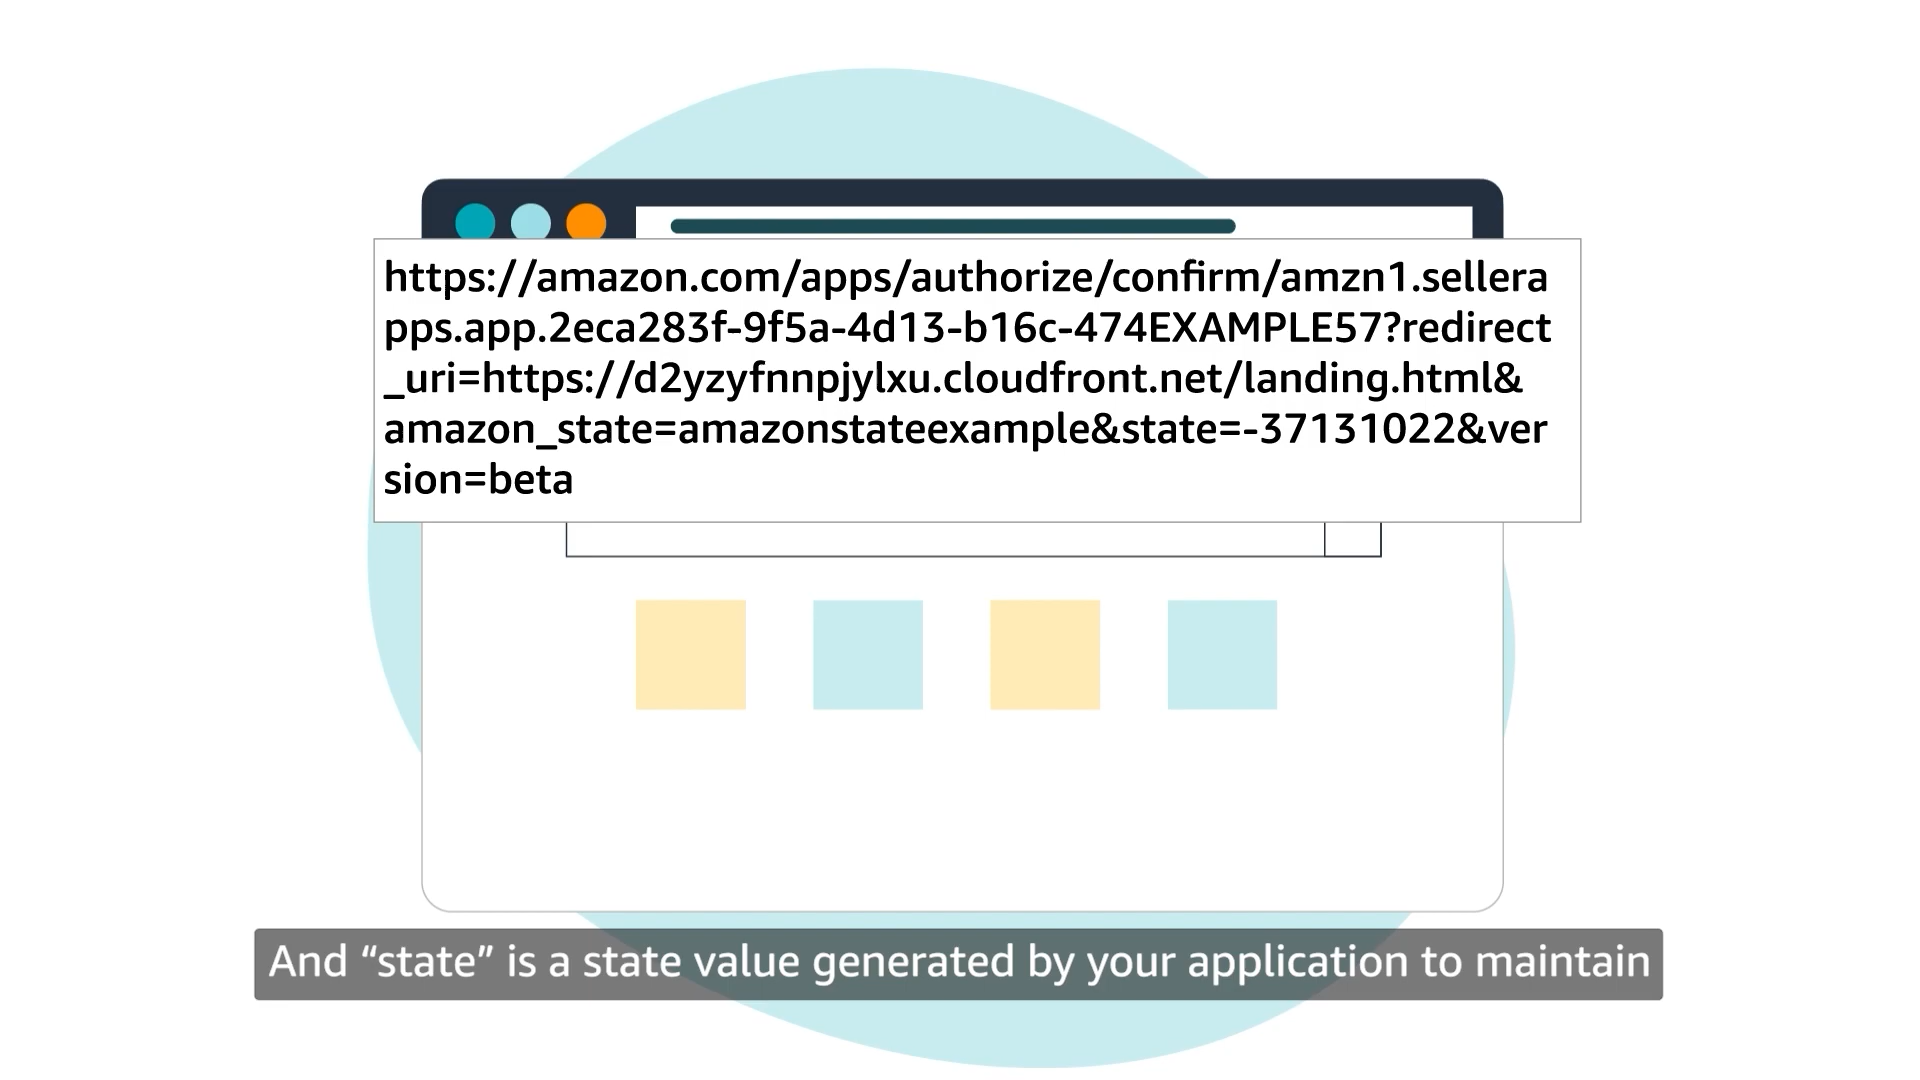 https://amazon.com/apps/authorize/confirm/amzn1.sellera
pps.app.2eca283f-9f5a-4d13-b16c-474EXAMPLE57?redirect
_uri=https://d2yzyfnnpjylxu.cloudfront.net/landing.html&
amazon_state=amazonstateexample&state=-37131022&ver
sion=beta
And “state” is a state value generated by your application to maintain